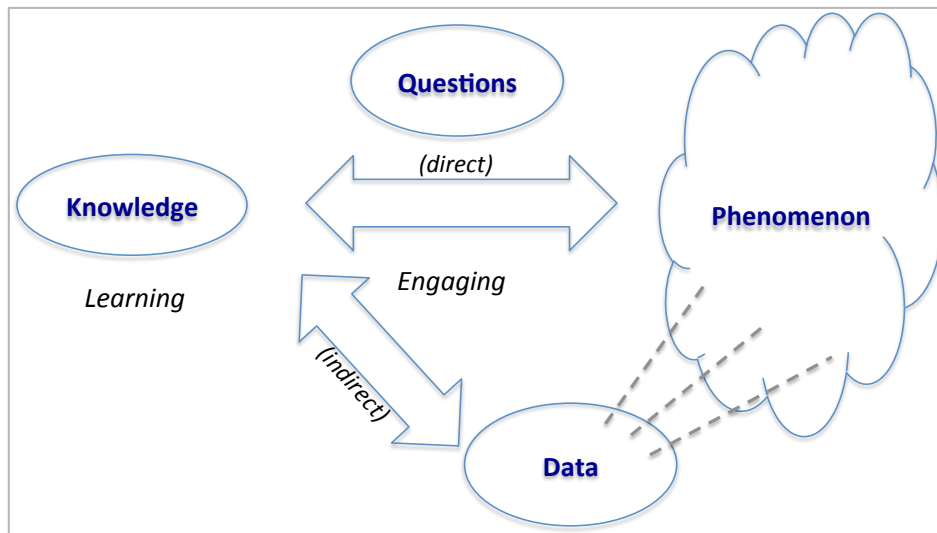 Questions
(direct)
Knowledge
Phenomenon
Engaging
Learning
(indirect)
Data